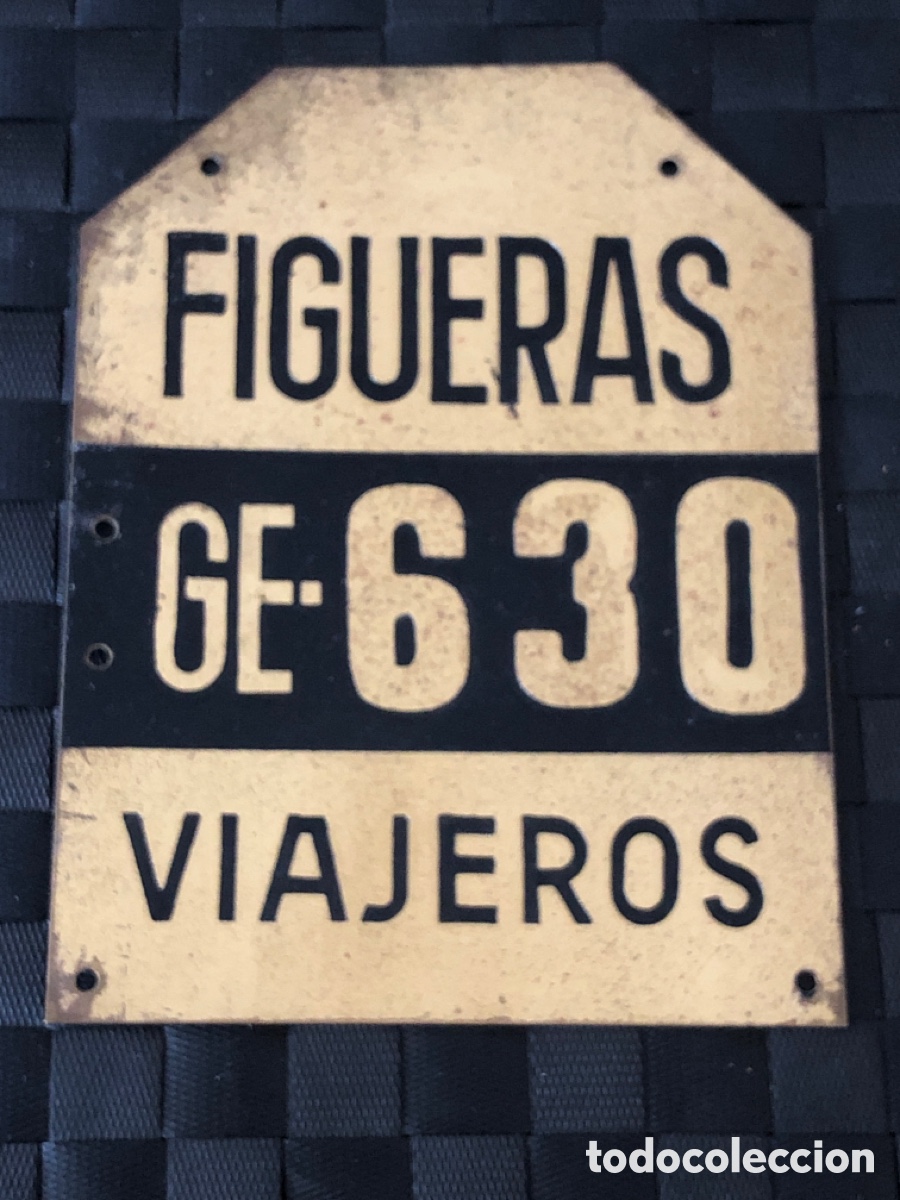 FIGUERAS
GE-630
VIAJEROS
todocoleccion